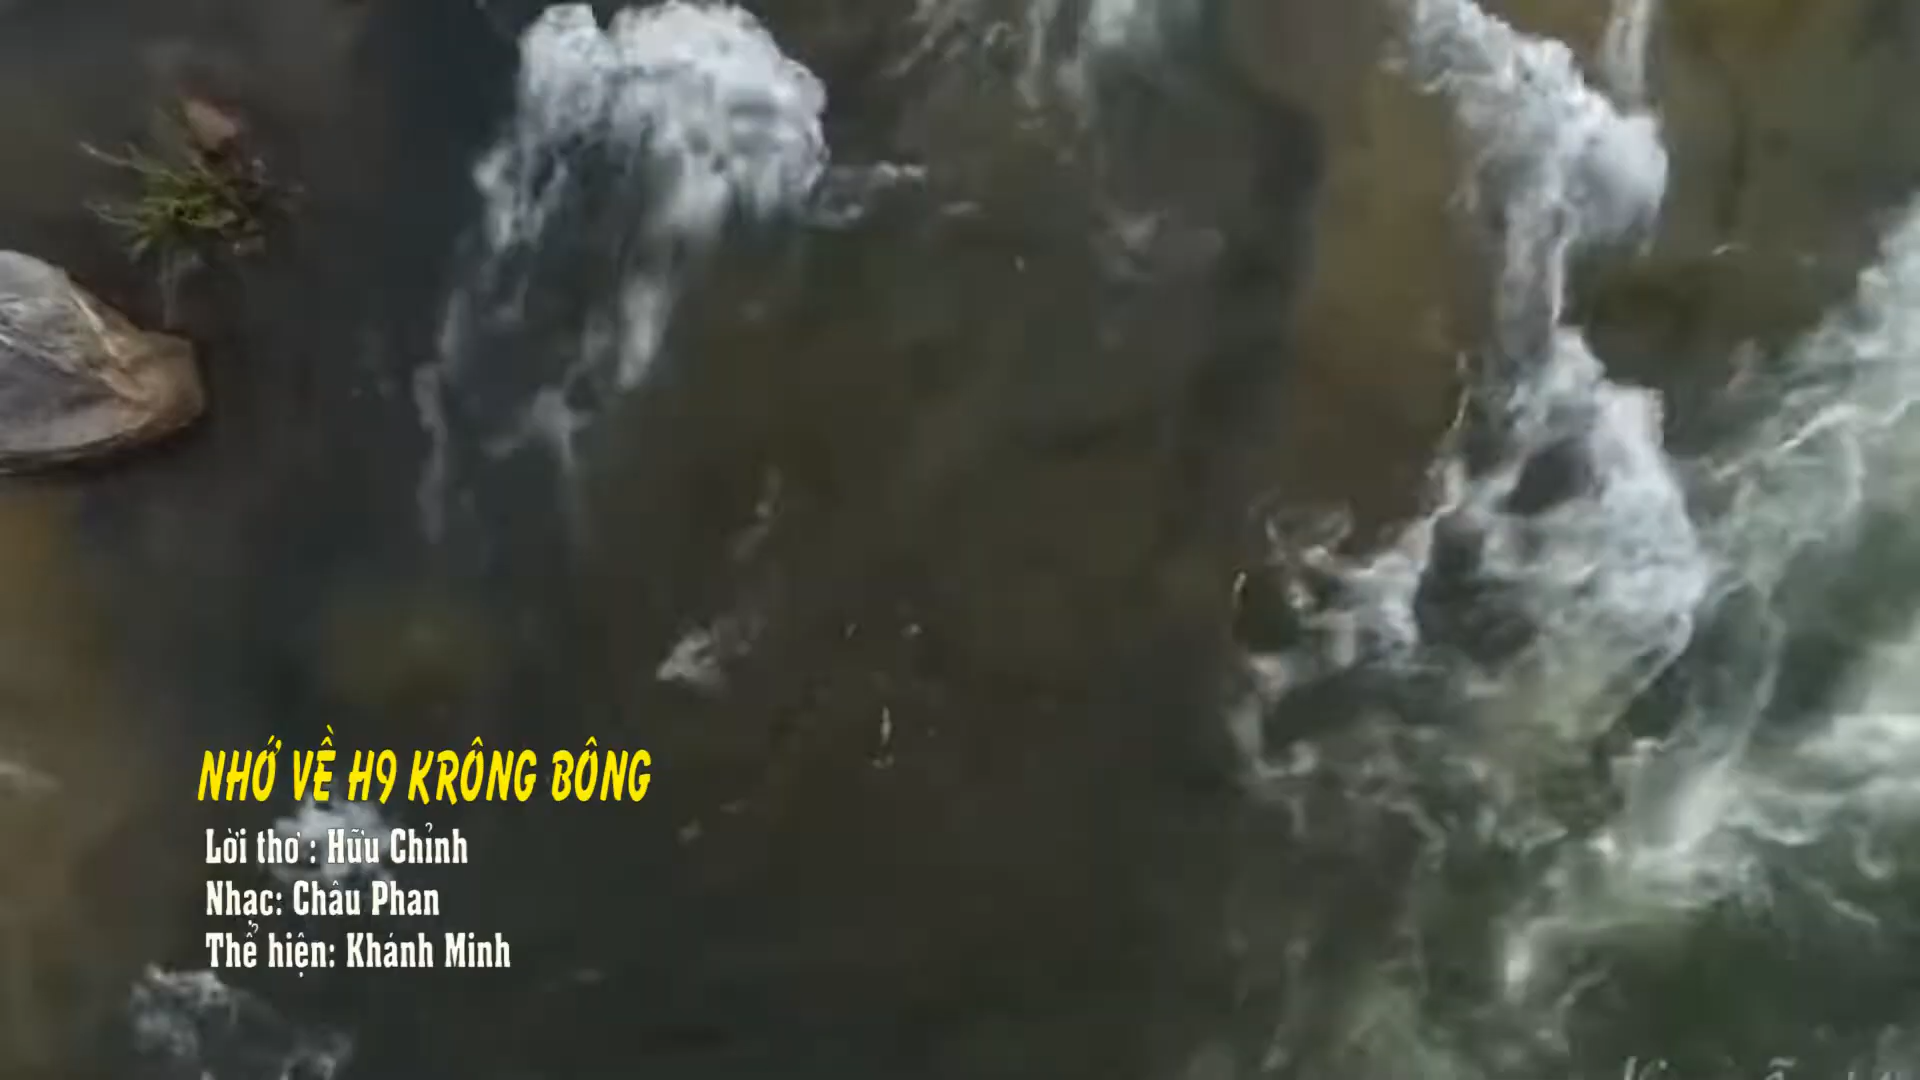 NHỚ VỀ H9 KRÔNG BÔNG
Lời thơ : Hữu Chỉnh
Nhạc: Châu Phan
Thể hiện: Khánh Minh